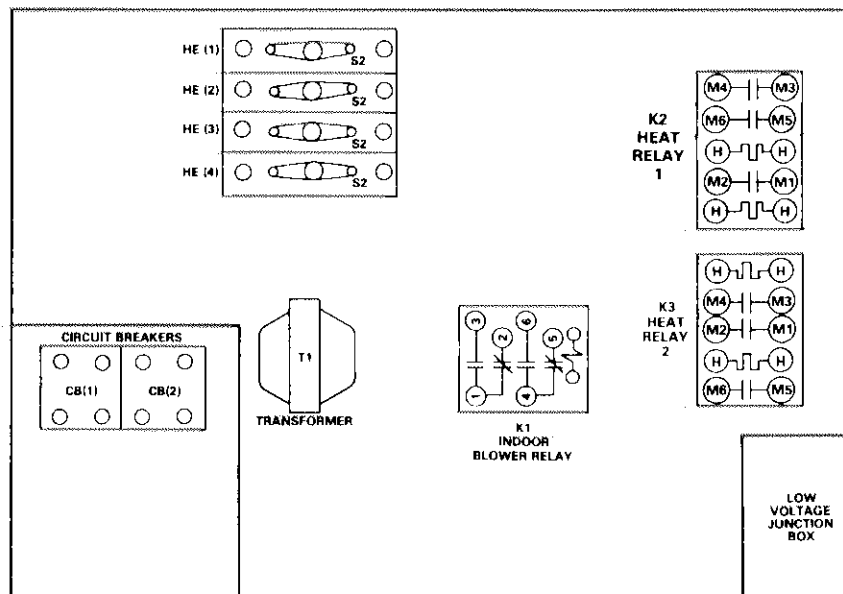 HE (1)
S2
HE (2)
S2
HE (3)
S2
HE (4)
S2
K2
HEAT
RELAY
1
M4 M3
M6 M5
H H
M2 M1
H H
K3
HEAT
RELAY
2
H H
M4 M3
M2 M1
H H
M6 M5
CIRCUIT BREAKERS
CB(1) CB(2)
T1
TRANSFORMER
3 6
2 5
1 4
K1
INDOOR
BLOWER RELAY
LOW
VOLTAGE
JUNCTION
BOX